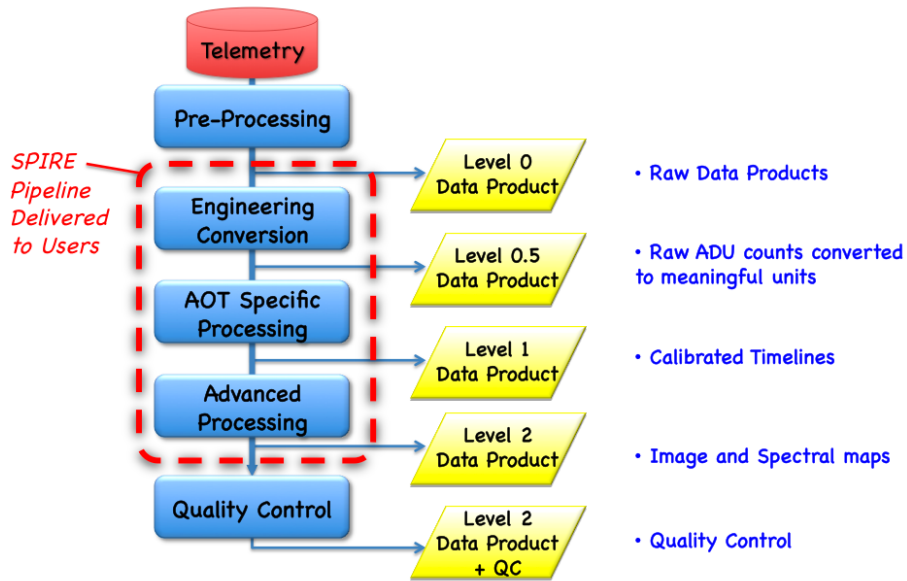 Telemetry
Pre-Processing
SPIRE
Pipeline
Delivered
to Users
Level 0
Data Product
• Raw Data Products
Engineering
Conversion
Level 0.5
Data Product
• Raw ADU counts converted
to meaningful units
AOT Specific
Processing
Level 1
Data Product
• Calibrated Timelines
Advanced
Processing
Level 2
Data Product
• Image and Spectral maps
Quality Control
Level 2
Data Product
+ QC
• Quality Control